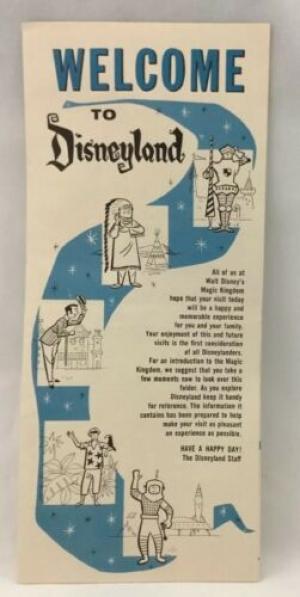 WELCOME
TO
Disneyland
All of us at
Walt Disney's
Magic Kingdom
hope that your visit today
will be a happy and
memorable experience
for you and your family.
Your enjoyment of this and future
visits is the first consideration
of all Disneylanders.
For an introduction to the Magic
Kingdom, we suggest that you take a
few moments now to look over this
folder. As you explore
Disneyland keep it handy
for reference. The information it
contains has been prepared to help
make your visit as pleasant
an experience as possible.
HAVE A HAPPY DAY!
The Disneyland Staff